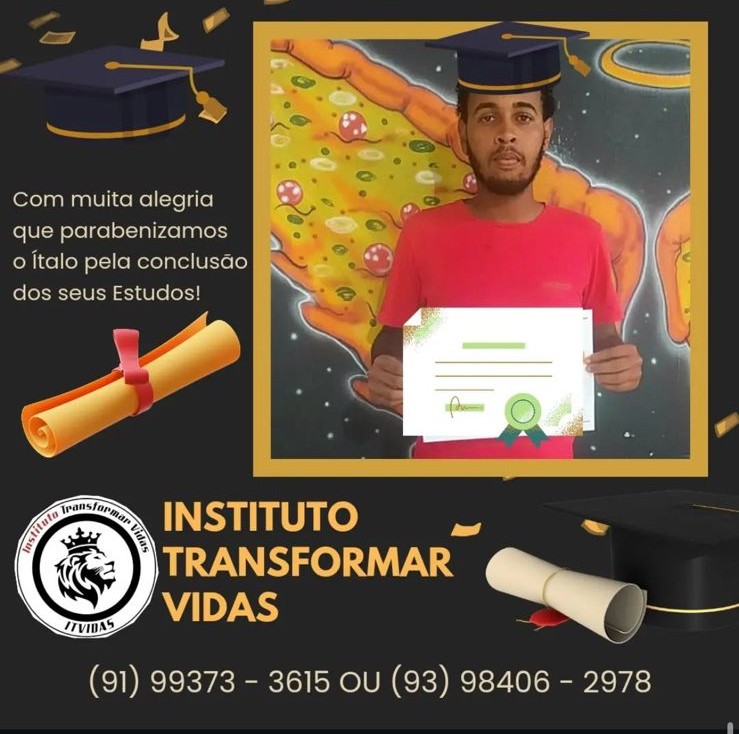 Com muita alegria
que parabenizamos
o Ítalo pela conclusão
dos seus Estudos!
Instituto Transformar Vidas
ITVIDAS
INSTITUTO
TRANSFORMAR
VIDAS
(91) 99373 - 3615 OU (93) 98406 - 2978